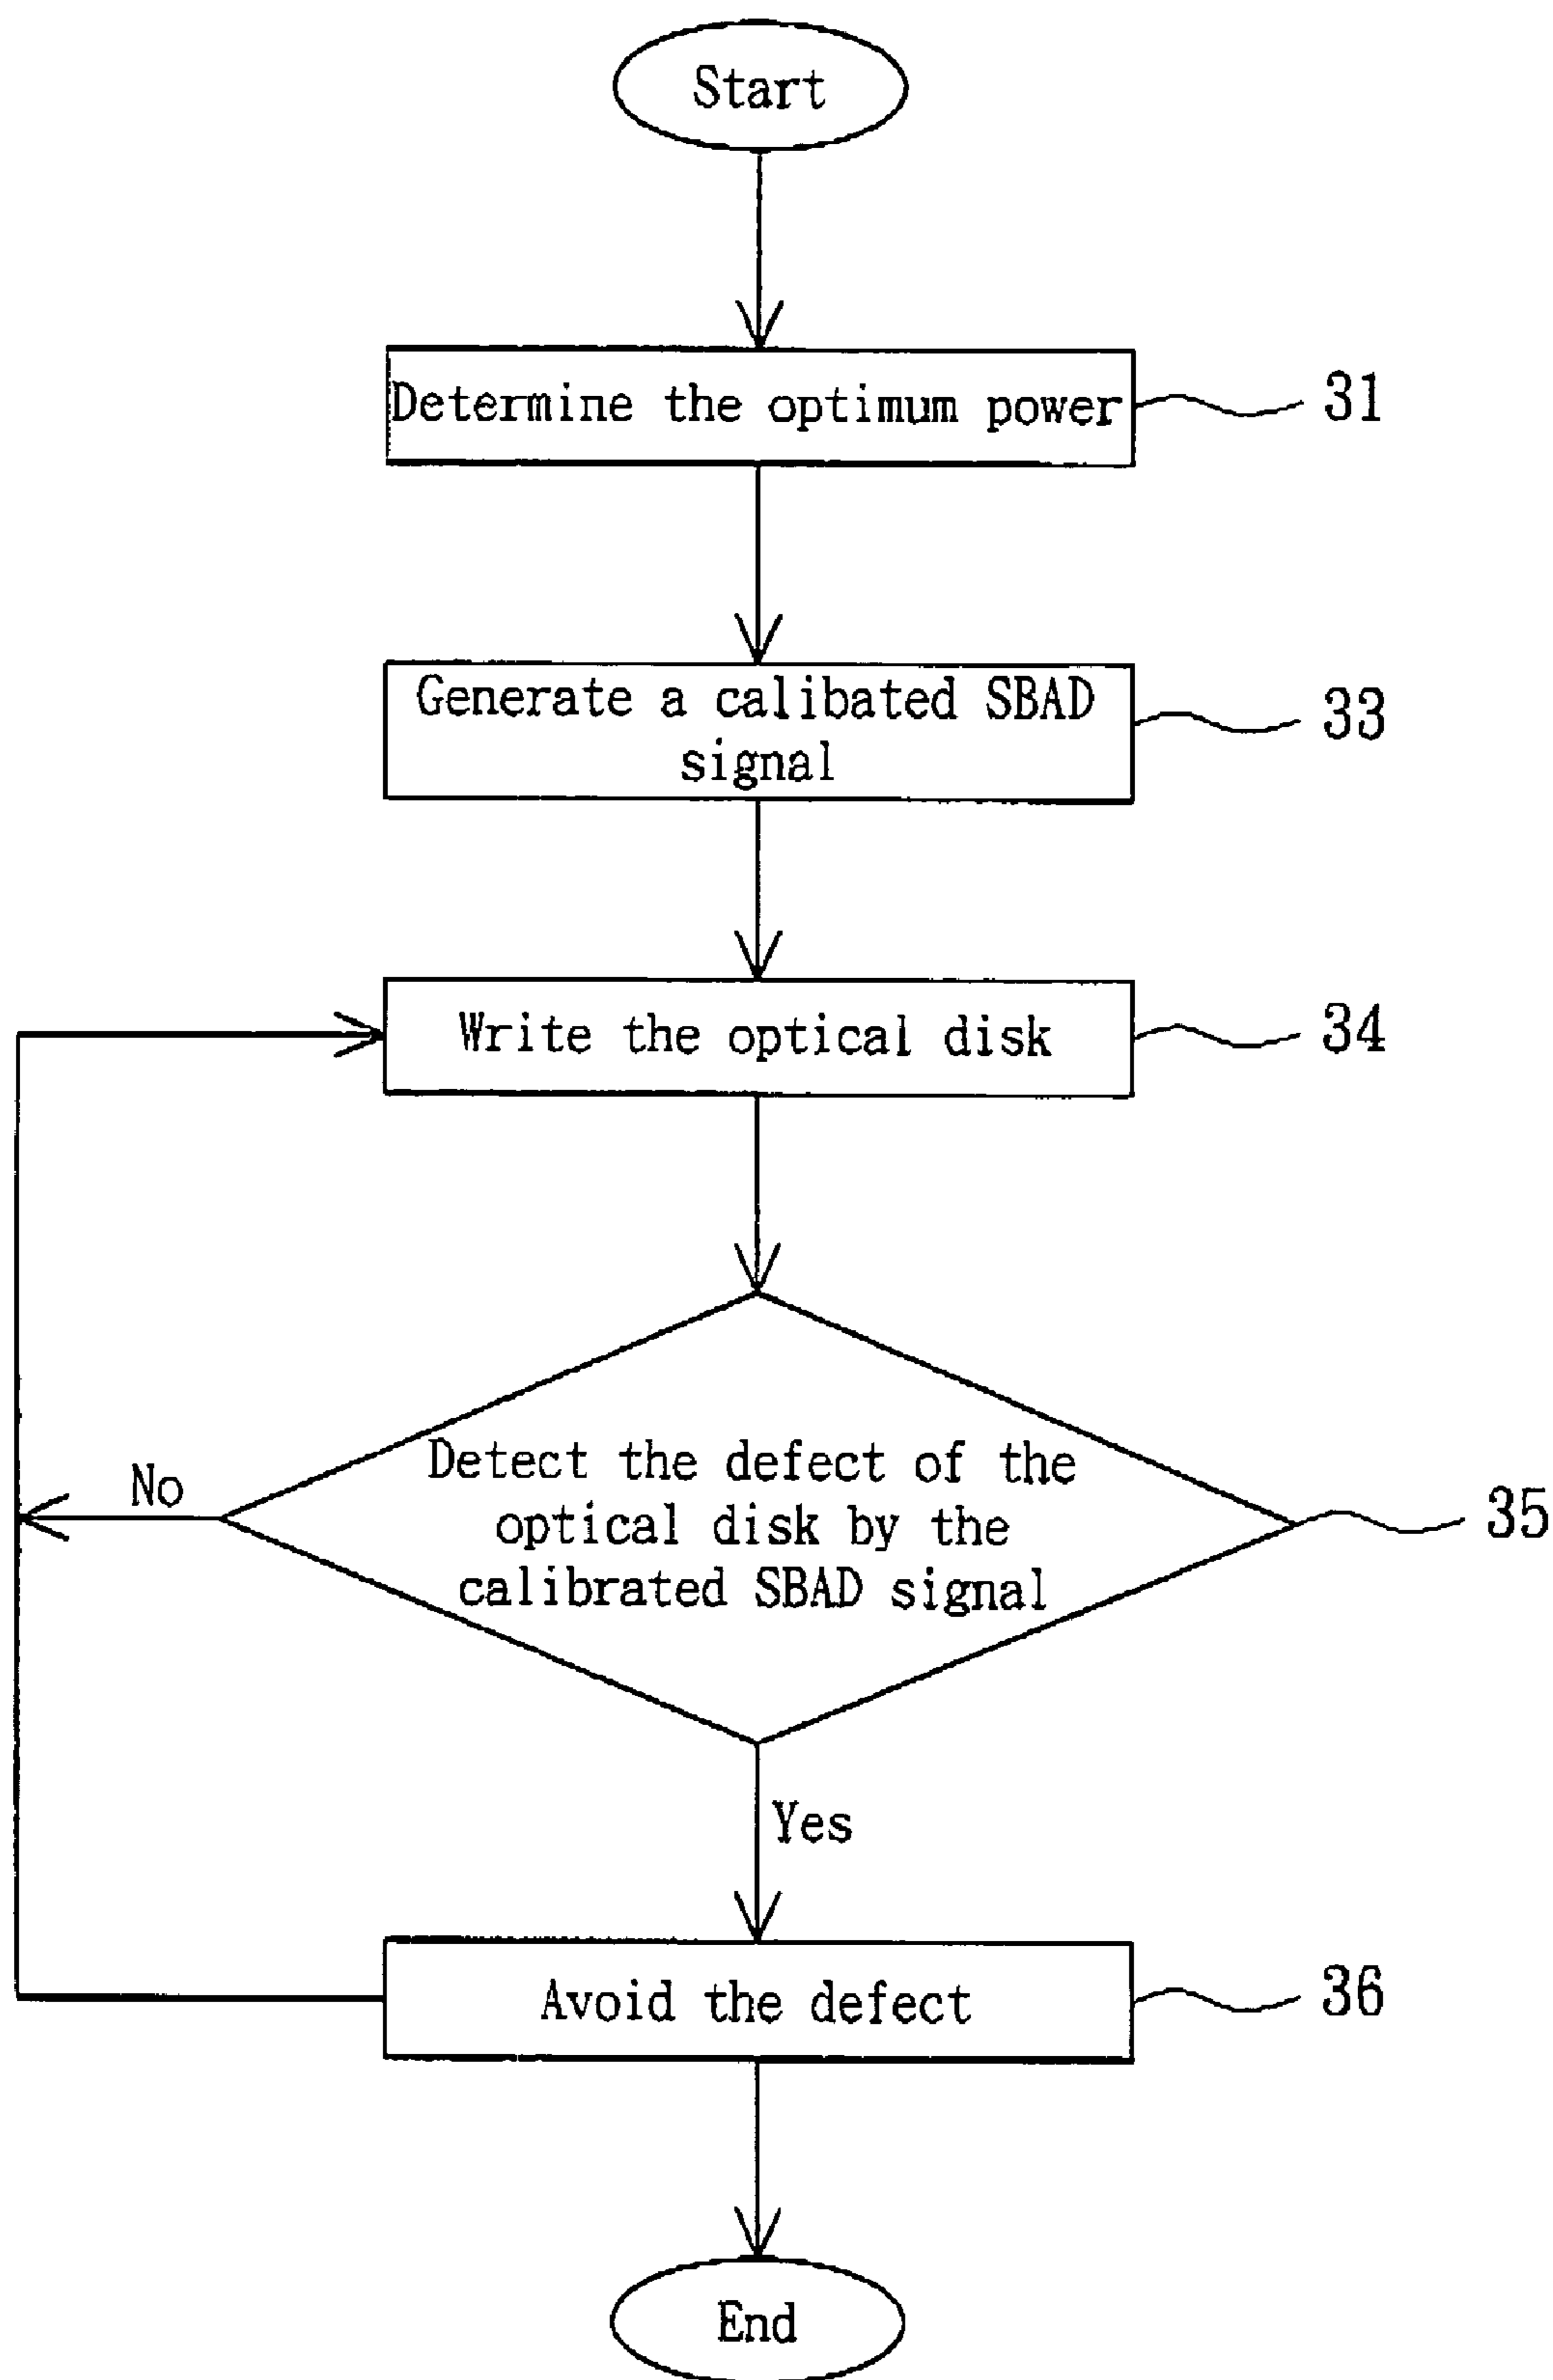 Start
Determine the optimum power
31
Generate a calibated SBAD
signal
33
Write the optical disk
34
Detect the defect of the
optical disk by the
calibrated SBAD signal
35
No
Yes
Avoid the defect
36
End